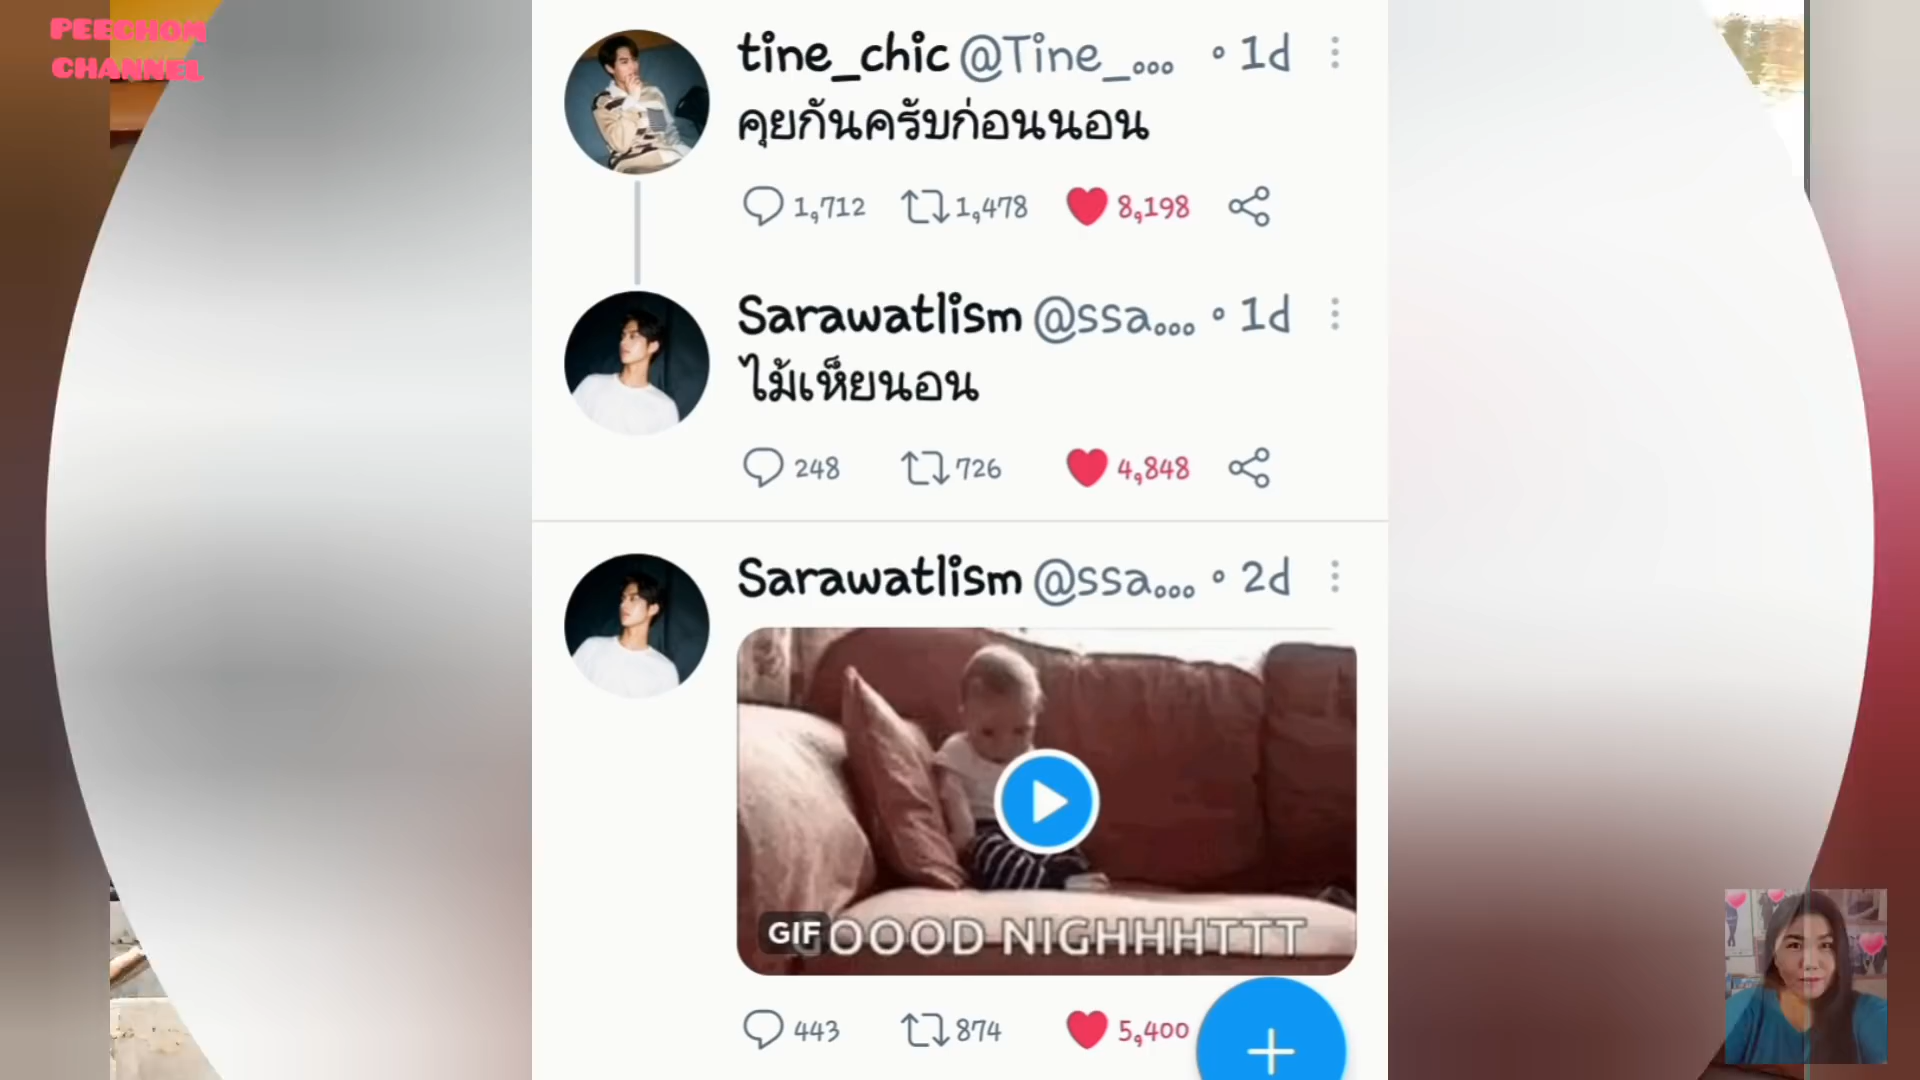 PEECHOM
CHANNEL
tine_chic @Tine_... • 1d
คุยกันครับก่อนนอน
1,712 1,478 8,198
Sarawatlism @ssa... • 1d
ไม้เห็ยนอน
248 726 4,848
Sarawatlism @ssa... • 2d
GIF OOOOD NIGHHHHTTT
443 874 5,400